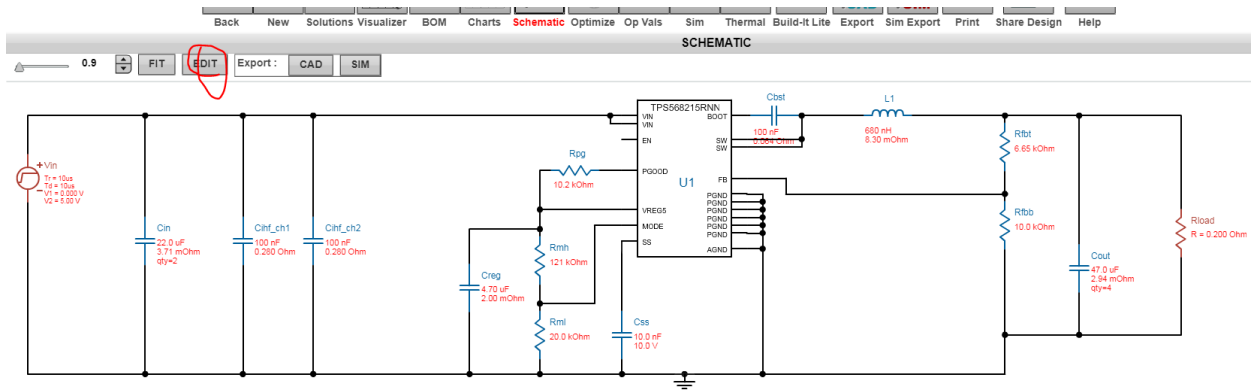 Back New Solutions Visualizer BOM Charts Schematic Optimize Op Vals Sim Thermal Build-It Lite Export Sim Export Print Share Design Help
SCHEMATIC
0.9 FIT EDIT Export : CAD SIM
Vin
Tr = 10us
Td = 10us
V1 = 0.000 V
V2 = 5.00 V
Cin
22.0 uF
3.71 mOhm
qty=2
Cihf_ch1
100 nF
0.280 Ohm
Cihf_ch2
100 nF
0.280 Ohm
Creg
4.70 uF
2.00 mOhm
Rpg
10.2 kOhm
Rmh
121 kOhm
Rml
20.0 kOhm
Css
10.0 nF
10.0 V
TPS568215RNN
VIN
VIN
EN
PGOOD
VREG5
MODE
SS
U1
BOOT
SW
SW
FB
PGND
PGND
PGND
PGND
PGND
PGND
AGND
Cbst
100 nF
0.064 Ohm
L1
680 nH
8.30 mOhm
Rfbt
6.65 kOhm
Rfbb
10.0 kOhm
Cout
47.0 uF
2.94 mOhm
qty=4
Rload
R = 0.200 Ohm